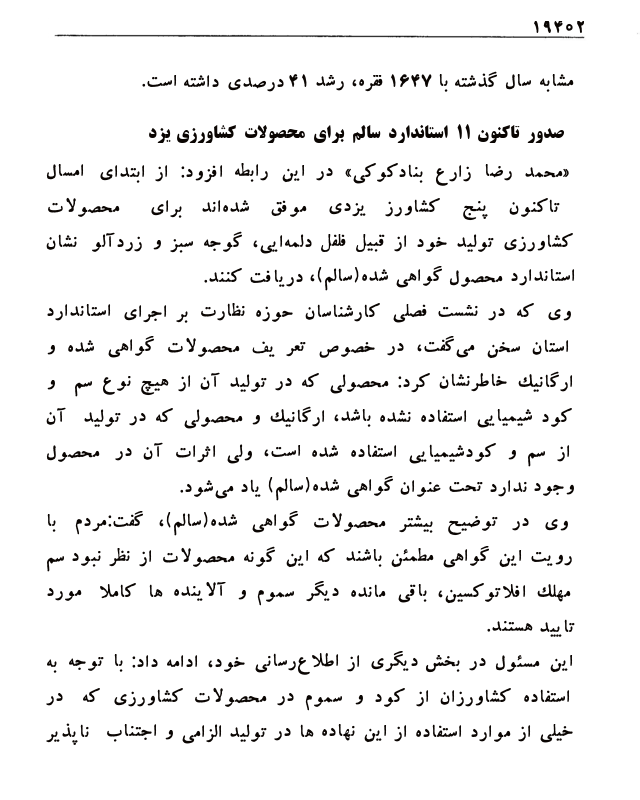 ۱۹۴۰۲
مشابه سال گذشته با ۱۶۴۷ فقره، رشد ۴۱ درصدی داشته است.
صدور تاکنون ۱۱ استاندارد سالم برای محصولات کشاورزی یزد
«محمد رضا زارع بنادکوکی» در این رابطه افزود: از ابتدای امسال
تاکنون پنج کشاورز یزدی موفق شده‌اند برای محصولات
کشاورزی تولید خود از قبیل فلفل دلمه‌ایی، گوجه سبز و زردآلو نشان
استاندارد محصول گواهی شده(سالم)، دریافت کنند.
وی که در نشست فصلی کارشناسان حوزه نظارت بر اجرای استاندارد
استان سخن می‌گفت، در خصوص تعر یف محصولات گواهی شده و
ارگانیك خاطرنشان کرد: محصولی که در تولید آن از هیچ نوع سم و
کود شیمیایی استفاده نشده باشد، ارگانیك و محصولی که در تولید آن
از سم و کودشیمیایی استفاده شده است، ولی اثرات آن در محصول
وجود ندارد تحت عنوان گواهی شده(سالم) یاد می‌شود.
وی در توضیح بیشتر محصولات گواهی شده(سالم)، گفت:مردم با
رویت این گواهی مطمئن باشند که این گونه محصولات از نظر نبود سم
مهلك افلاتوکسین، باقی مانده دیگر سموم و آلاینده ها کاملا مورد
تایید هستند.
این مسئول در بخش دیگری از اطلاع‌رسانی خود، ادامه داد: با توجه به
استفاده کشاورزان از کود و سموم در محصولات کشاورزی که در
خیلی از موارد استفاده از این نهاده ها در تولید الزامی و اجتناب ناپذیر